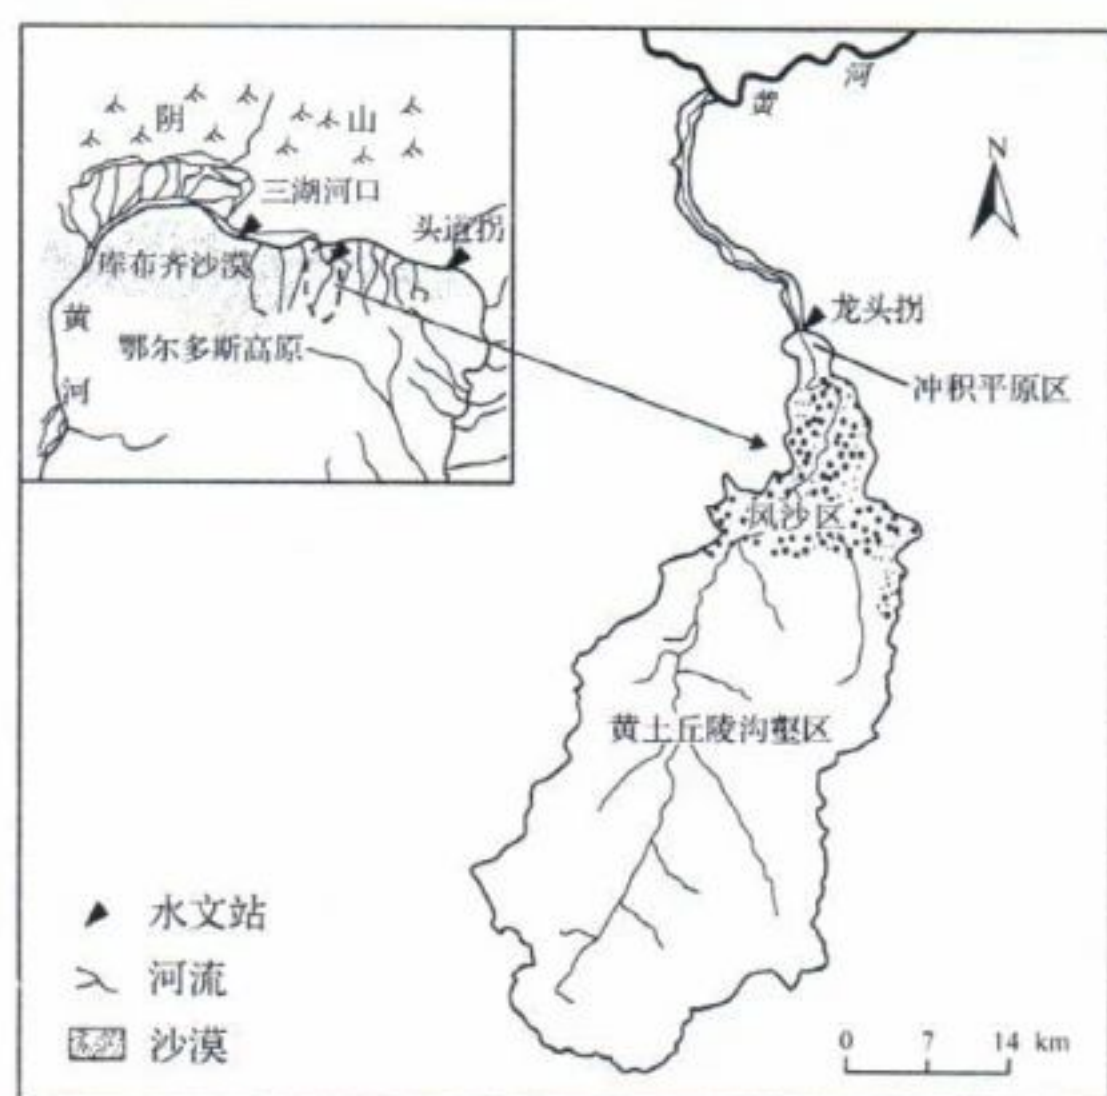 阴 山
三湖河口
头道拐
库布齐沙漠
黄
河
鄂尔多斯高原
黄 河
N
龙头拐
冲积平原区
风沙区
黄土丘陵沟壑区
水文站
河流
沙漠
0 7 14 km